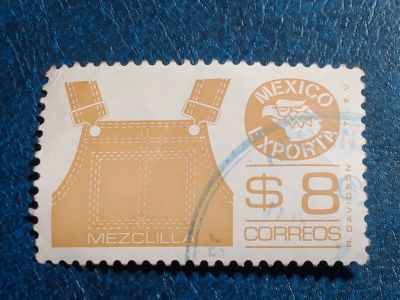 MEXICO
EXPORTA
$8
CORREOS
MEZCLILLA
R. DAVIDSON
T. I. E. V.